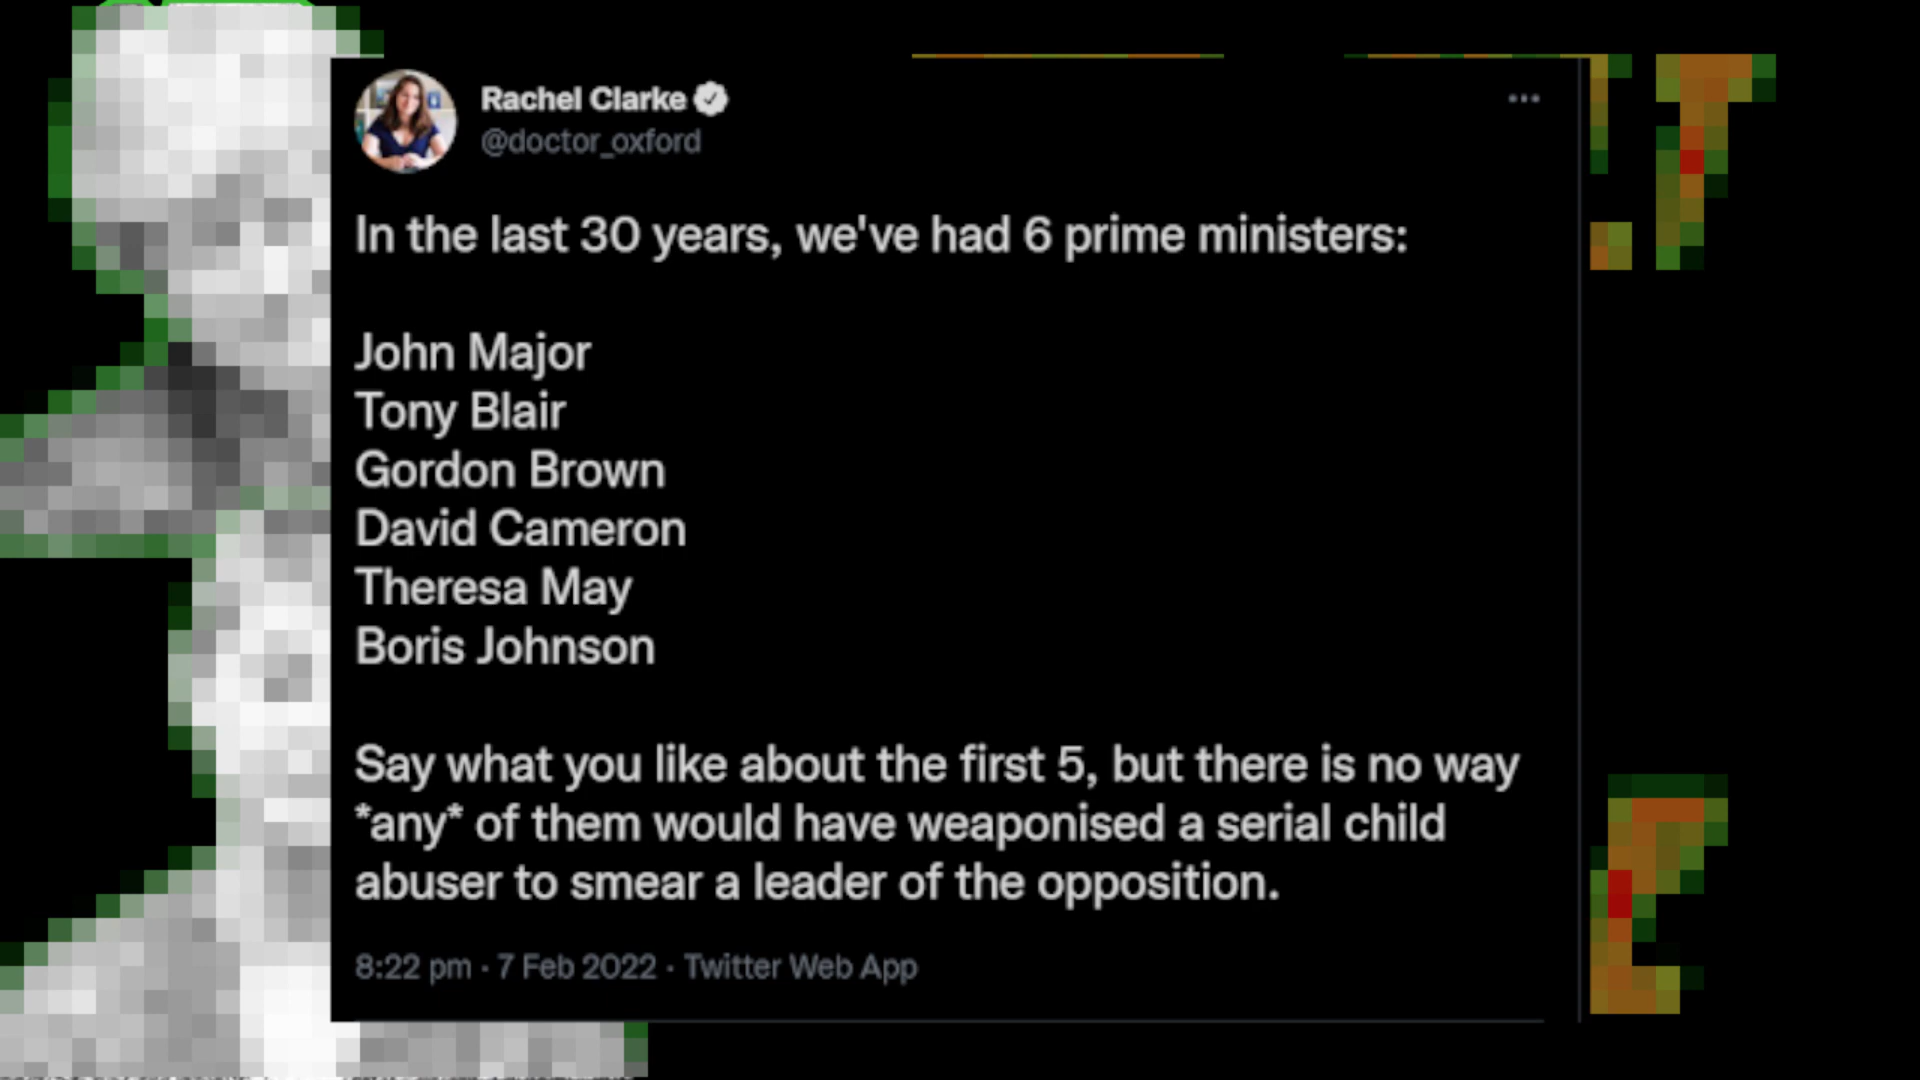 Rachel Clarke
@doctor_oxford
In the last 30 years, we've had 6 prime ministers:
John Major
Tony Blair
Gordon Brown
David Cameron
Theresa May
Boris Johnson
Say what you like about the first 5, but there is no way
*any* of them would have weaponised a serial child
abuser to smear a leader of the opposition.
8:22 pm · 7 Feb 2022 · Twitter Web App